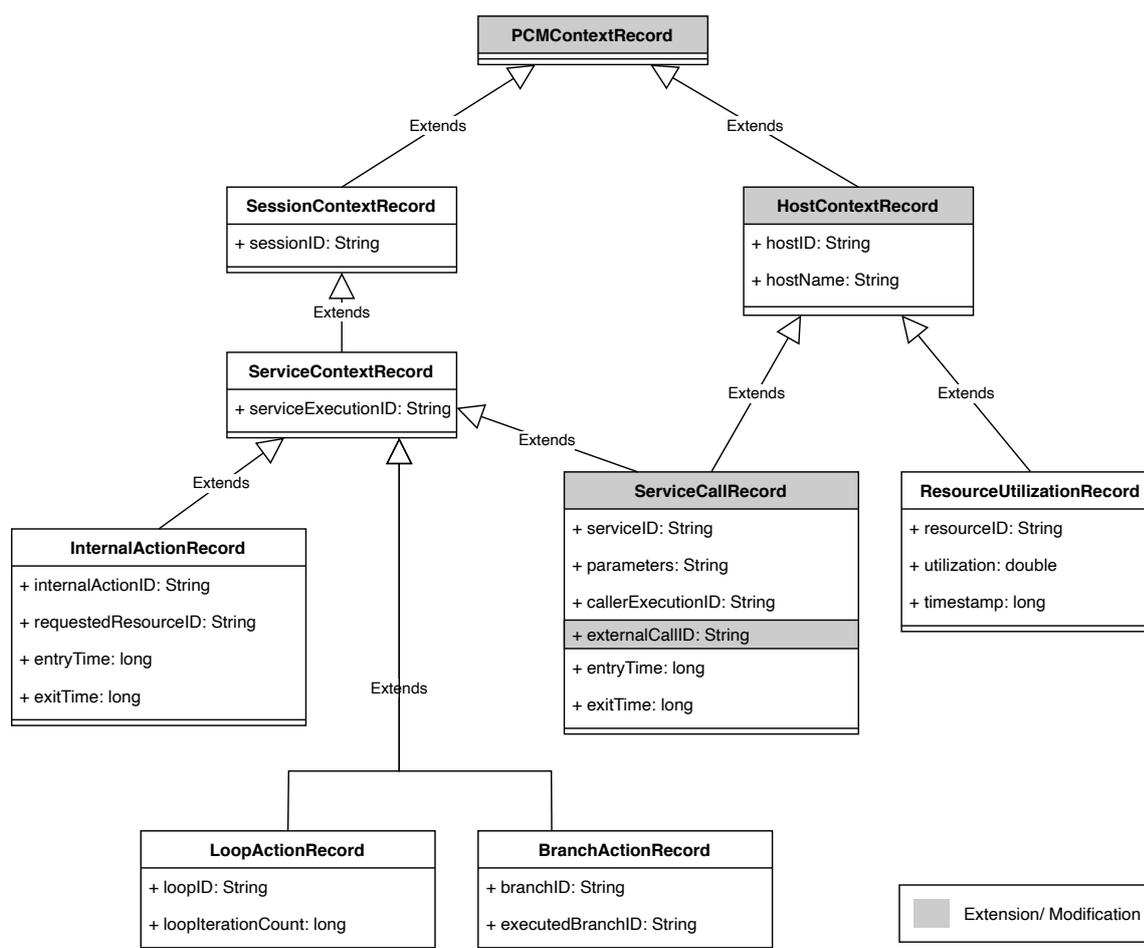 PCMContextRecord
Extends
Extends
SessionContextRecord
+ sessionID: String
HostContextRecord
+ hostID: String
+ hostName: String
Extends
ServiceContextRecord
+ serviceExecutionID: String
Extends
Extends
Extends
Extends
InternalActionRecord
+ internalActionID: String
+ requestedResourceID: String
+ entryTime: long
+ exitTime: long
ServiceCallRecord
+ serviceID: String
+ parameters: String
+ callerExecutionID: String
+ externalCallID: String
+ entryTime: long
+ exitTime: long
ResourceUtilizationRecord
+ resourceID: String
+ utilization: double
+ timestamp: long
Extends
LoopActionRecord
+ loopID: String
+ loopIterationCount: long
BranchActionRecord
+ branchID: String
+ executedBranchID: String
Extension/ Modification